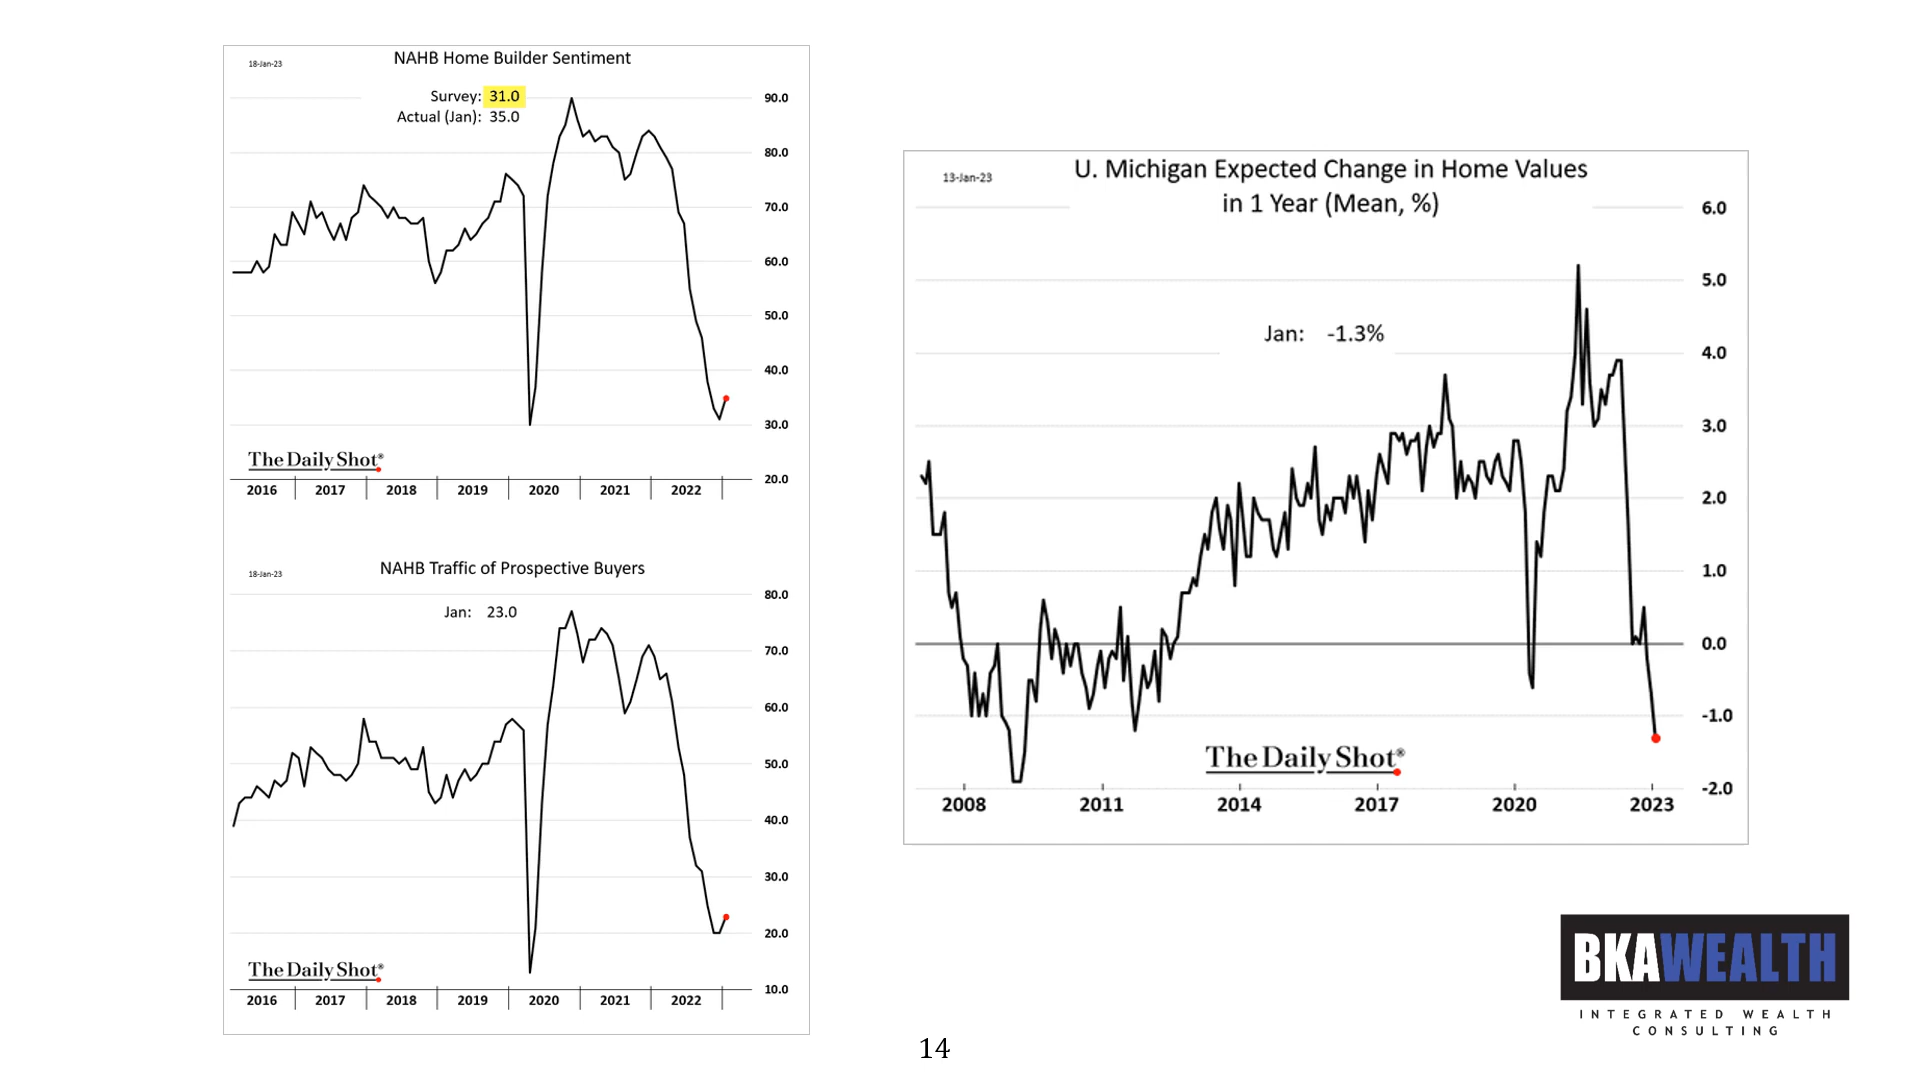 NAHB Home Builder Sentiment
18-Jan-23
Survey: 31.0
Actual (Jan): 35.0
90.0
80.0
70.0
60.0
50.0
40.0
30.0
20.0
The Daily Shot®
2016 2017 2018 2019 2020 2021 2022
NAHB Traffic of Prospective Buyers
18-Jan-23
Jan: 23.0
80.0
70.0
60.0
50.0
40.0
30.0
20.0
10.0
The Daily Shot®
2016 2017 2018 2019 2020 2021 2022
U. Michigan Expected Change in Home Values
in 1 Year (Mean, %)
13-Jan-23
Jan: -1.3%
6.0
5.0
4.0
3.0
2.0
1.0
0.0
-1.0
-2.0
The Daily Shot®
2008 2011 2014 2017 2020 2023
BKAWEALTH
INTEGRATED WEALTH
CONSULTING
14